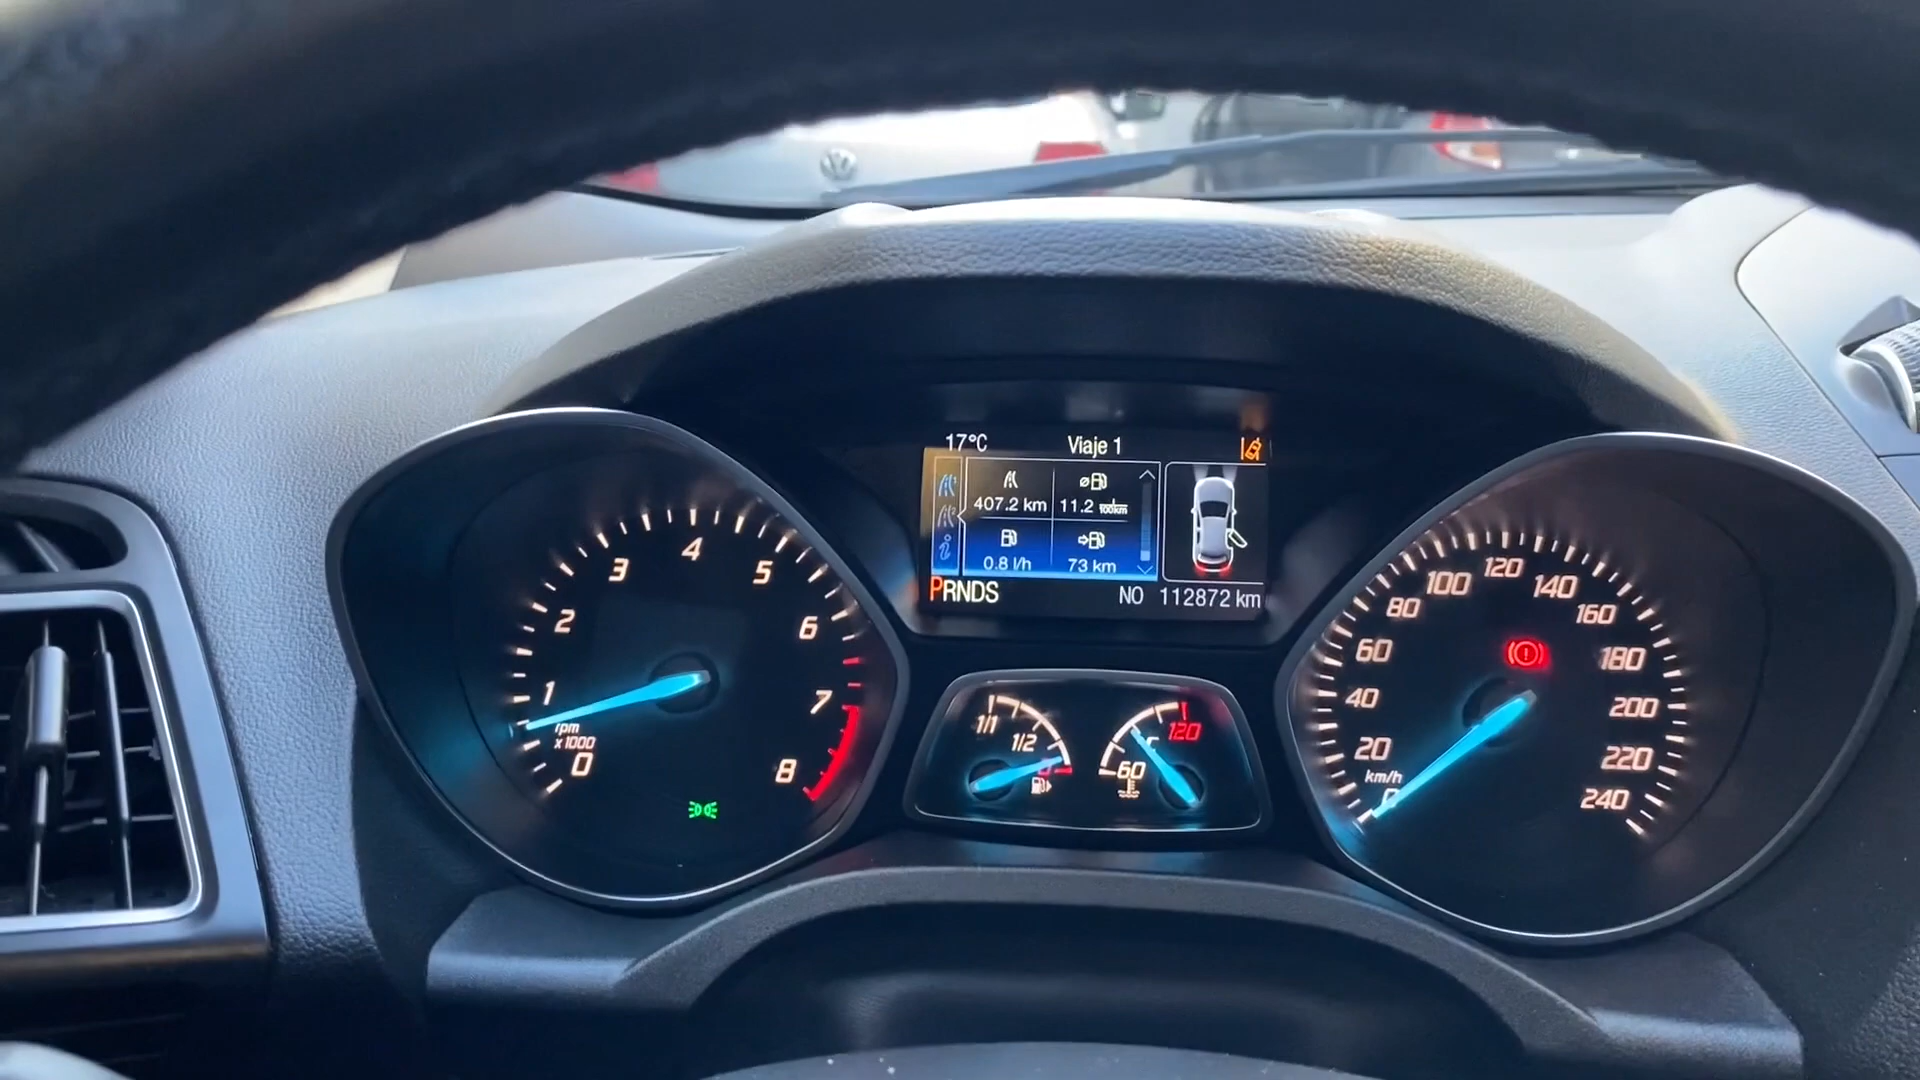 17°C Viaje 1
407.2 km 11.2 l/100km
0.8 l/h 73 km
PRNDS NO 112872 km
0 1 2 3 4 5 6 7 8
rpm
x1000
1/1 1/2 0
60 °C 120
0 20 40 60 80 100 120 140 160 180 200 220 240
km/h